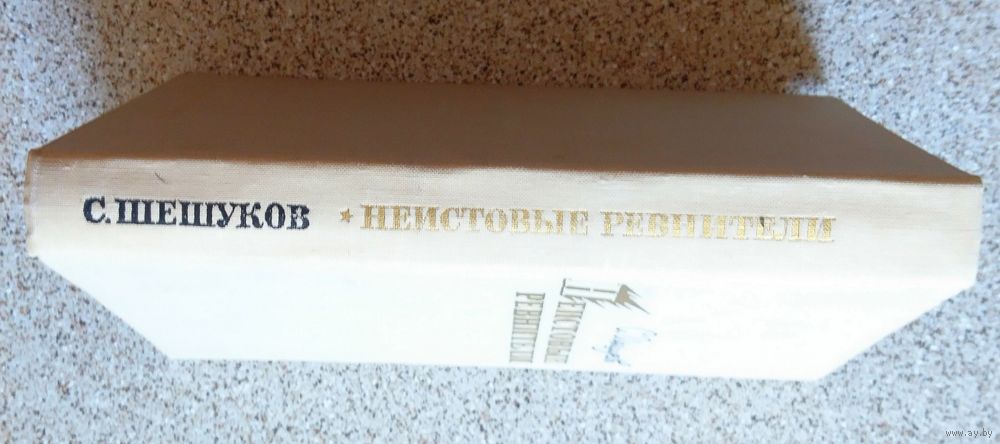 С. ШЕШУКОВ ★ НЕИСТОВЫЕ РЕВНИТЕЛИ
НЕИСТОВЫЕ
РЕВНИТЕЛИ
www.ay.by